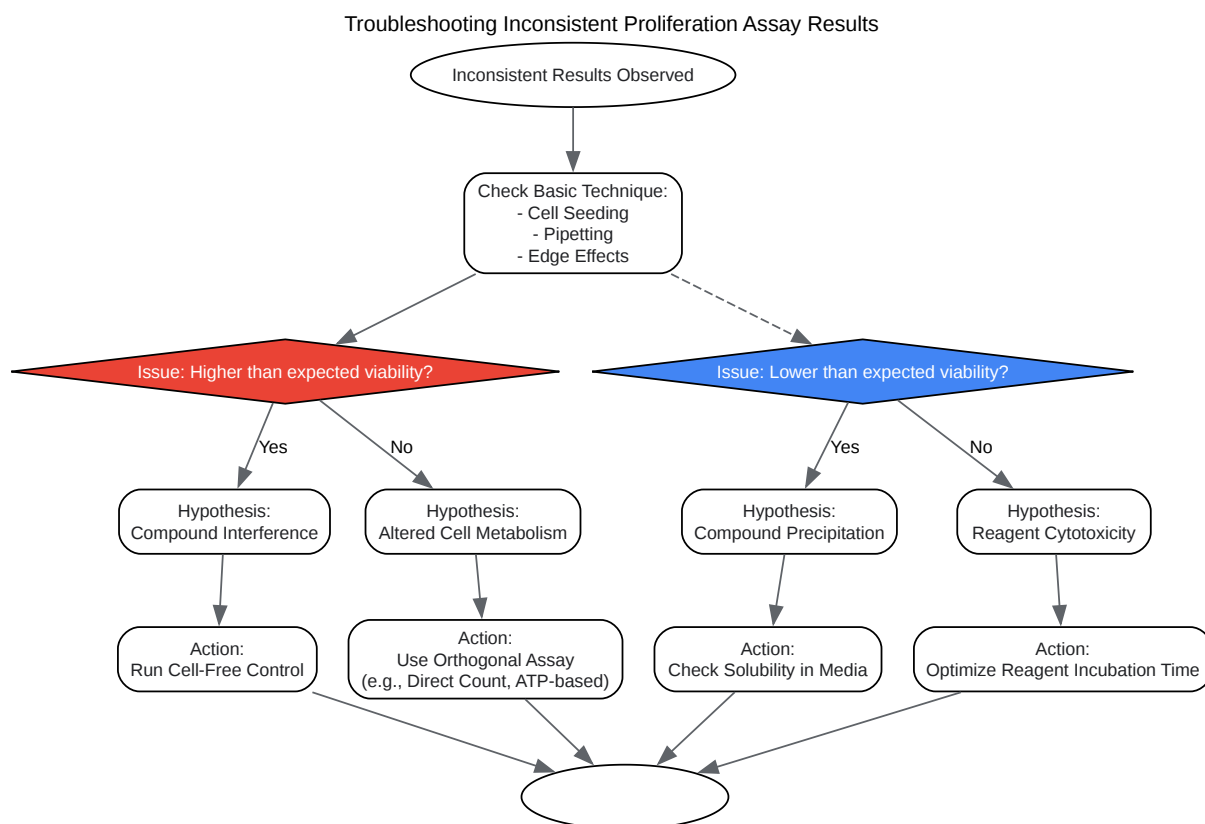 Troubleshooting Inconsistent Proliferation Assay Results
Inconsistent Results Observed
Check Basic Technique:
- Cell Seeding
- Pipetting
- Edge Effects
Issue: Higher than expected viability?
Issue: Lower than expected viability?
Yes
No
Yes
No
Hypothesis:
Compound Interference
Hypothesis:
Altered Cell Metabolism
Hypothesis:
Compound Precipitation
Hypothesis:
Reagent Cytotoxicity
Action:
Run Cell-Free Control
Action:
Use Orthogonal Assay
(e.g., Direct Count, ATP-based)
Action:
Check Solubility in Media
Action:
Optimize Reagent Incubation Time